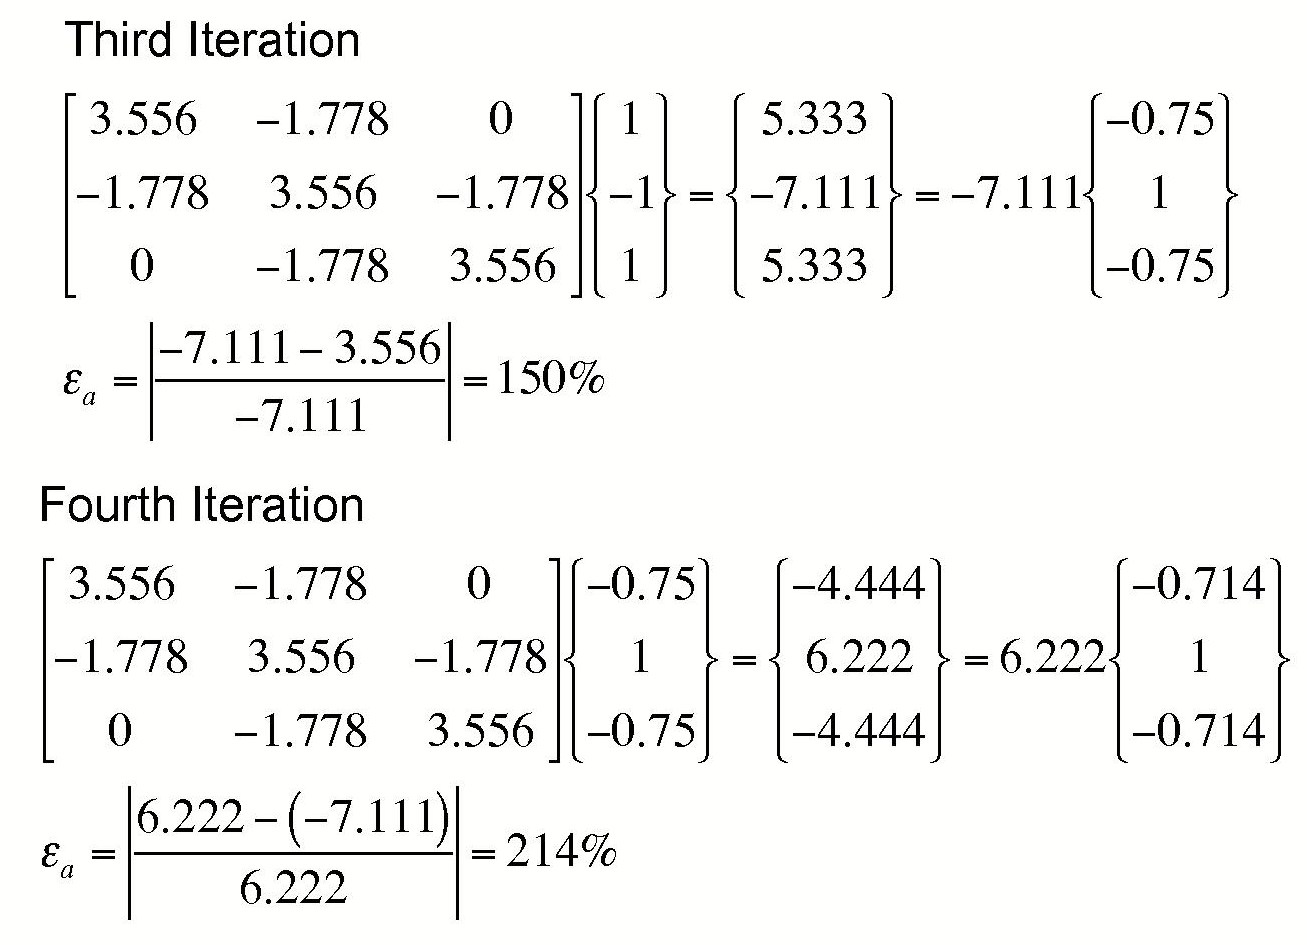 Third Iteration
[3.556 −1.778 0; −1.778 3.556 −1.778; 0 −1.778 3.556] {1; −1; 1} = {5.333; −7.111; 5.333} = −7.111 {−0.75; 1; −0.75}
εₐ = |(−7.111 − 3.556) / −7.111| = 150%
Fourth Iteration
[3.556 −1.778 0; −1.778 3.556 −1.778; 0 −1.778 3.556] {−0.75; 1; −0.75} = {−4.444; 6.222; −4.444} = 6.222 {−0.714; 1; −0.714}
εₐ = |(6.222 − (−7.111)) / 6.222| = 214%